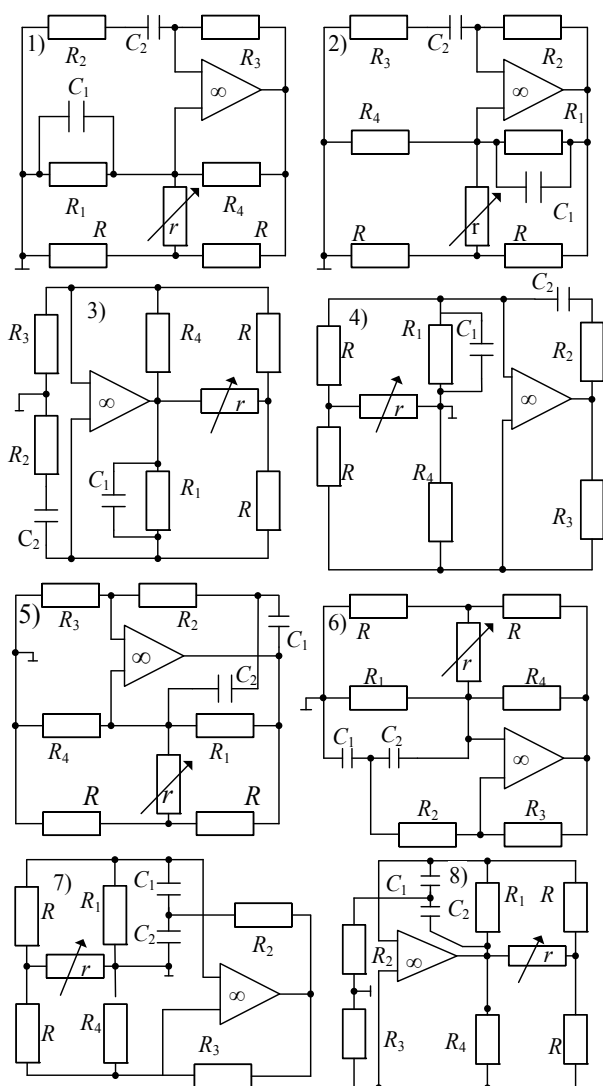 1) R2 C2 R3
C1 ∞
R1 r R4
R R
2) R3 C2 R2
∞
R4 R1
r C1
R R
3)
R3 R4 R
∞ r
R2 C1 R1 R
C2
4) C2
R R1 C1 R2
∞
r
R R4 R3
5) R3 R2 C1
∞
C2
R4 R1
r
R R
6) R R
r
R1 R4
C1 C2
∞
R2 R3
7)
R R1 C1 R2
C2
r
∞
R R4 R3
8)
C1 R1 R
C2
R2 ∞ r
R3 R4 R